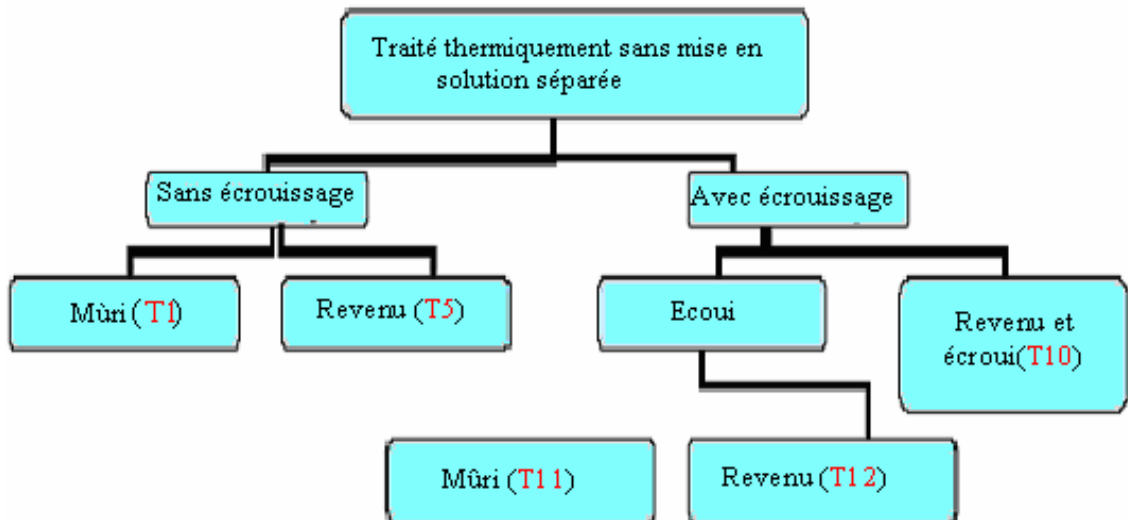 Traité thermiquement sans mise en
solution séparée
Sans écrouissage
Avec écrouissage
Mûri (T1)
Revenu (T5)
Ecoui
Revenu et
écroui(T10)
Mûri (T11)
Revenu (T12)